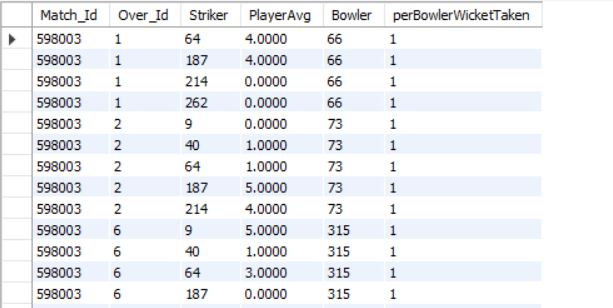 Match_Id Over_Id Striker PlayerAvg Bowler perBowlerWicketTaken
598003 1 64 4.0000 66 1
598003 1 187 4.0000 66 1
598003 1 214 0.0000 66 1
598003 1 262 0.0000 66 1
598003 2 9 0.0000 73 1
598003 2 40 1.0000 73 1
598003 2 64 1.0000 73 1
598003 2 187 5.0000 73 1
598003 2 214 4.0000 73 1
598003 6 9 5.0000 315 1
598003 6 40 1.0000 315 1
598003 6 64 3.0000 315 1
598003 6 187 0.0000 315 1